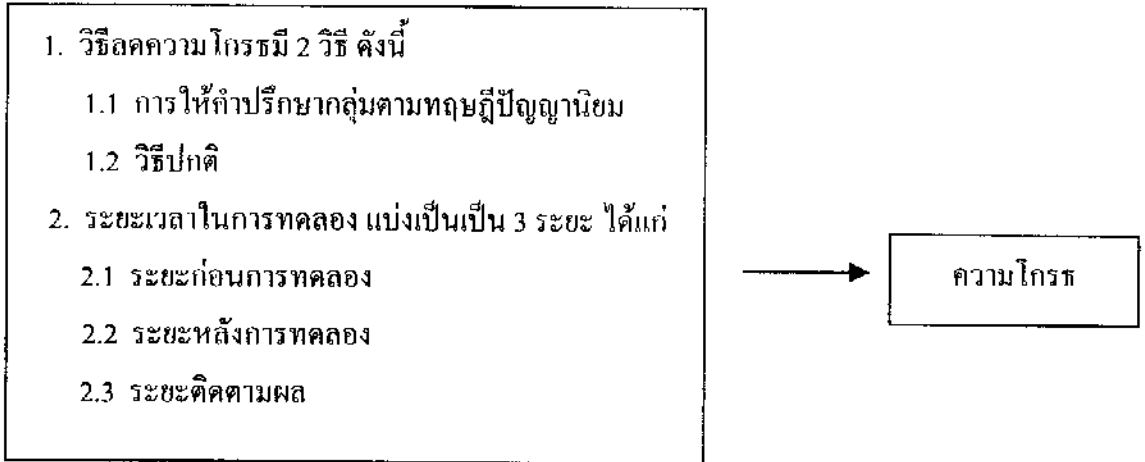 1. วิธีลดความโกรธมี 2 วิธี ดังนี้
1.1 การให้คำปรึกษากลุ่มตามทฤษฎีปัญญานิยม
1.2 วิธีปกติ
2. ระยะเวลาในการทดลอง แบ่งเป็นเป็น 3 ระยะ ได้แก่
2.1 ระยะก่อนการทดลอง
2.2 ระยะหลังการทดลอง
2.3 ระยะติดตามผล
ความโกรธ